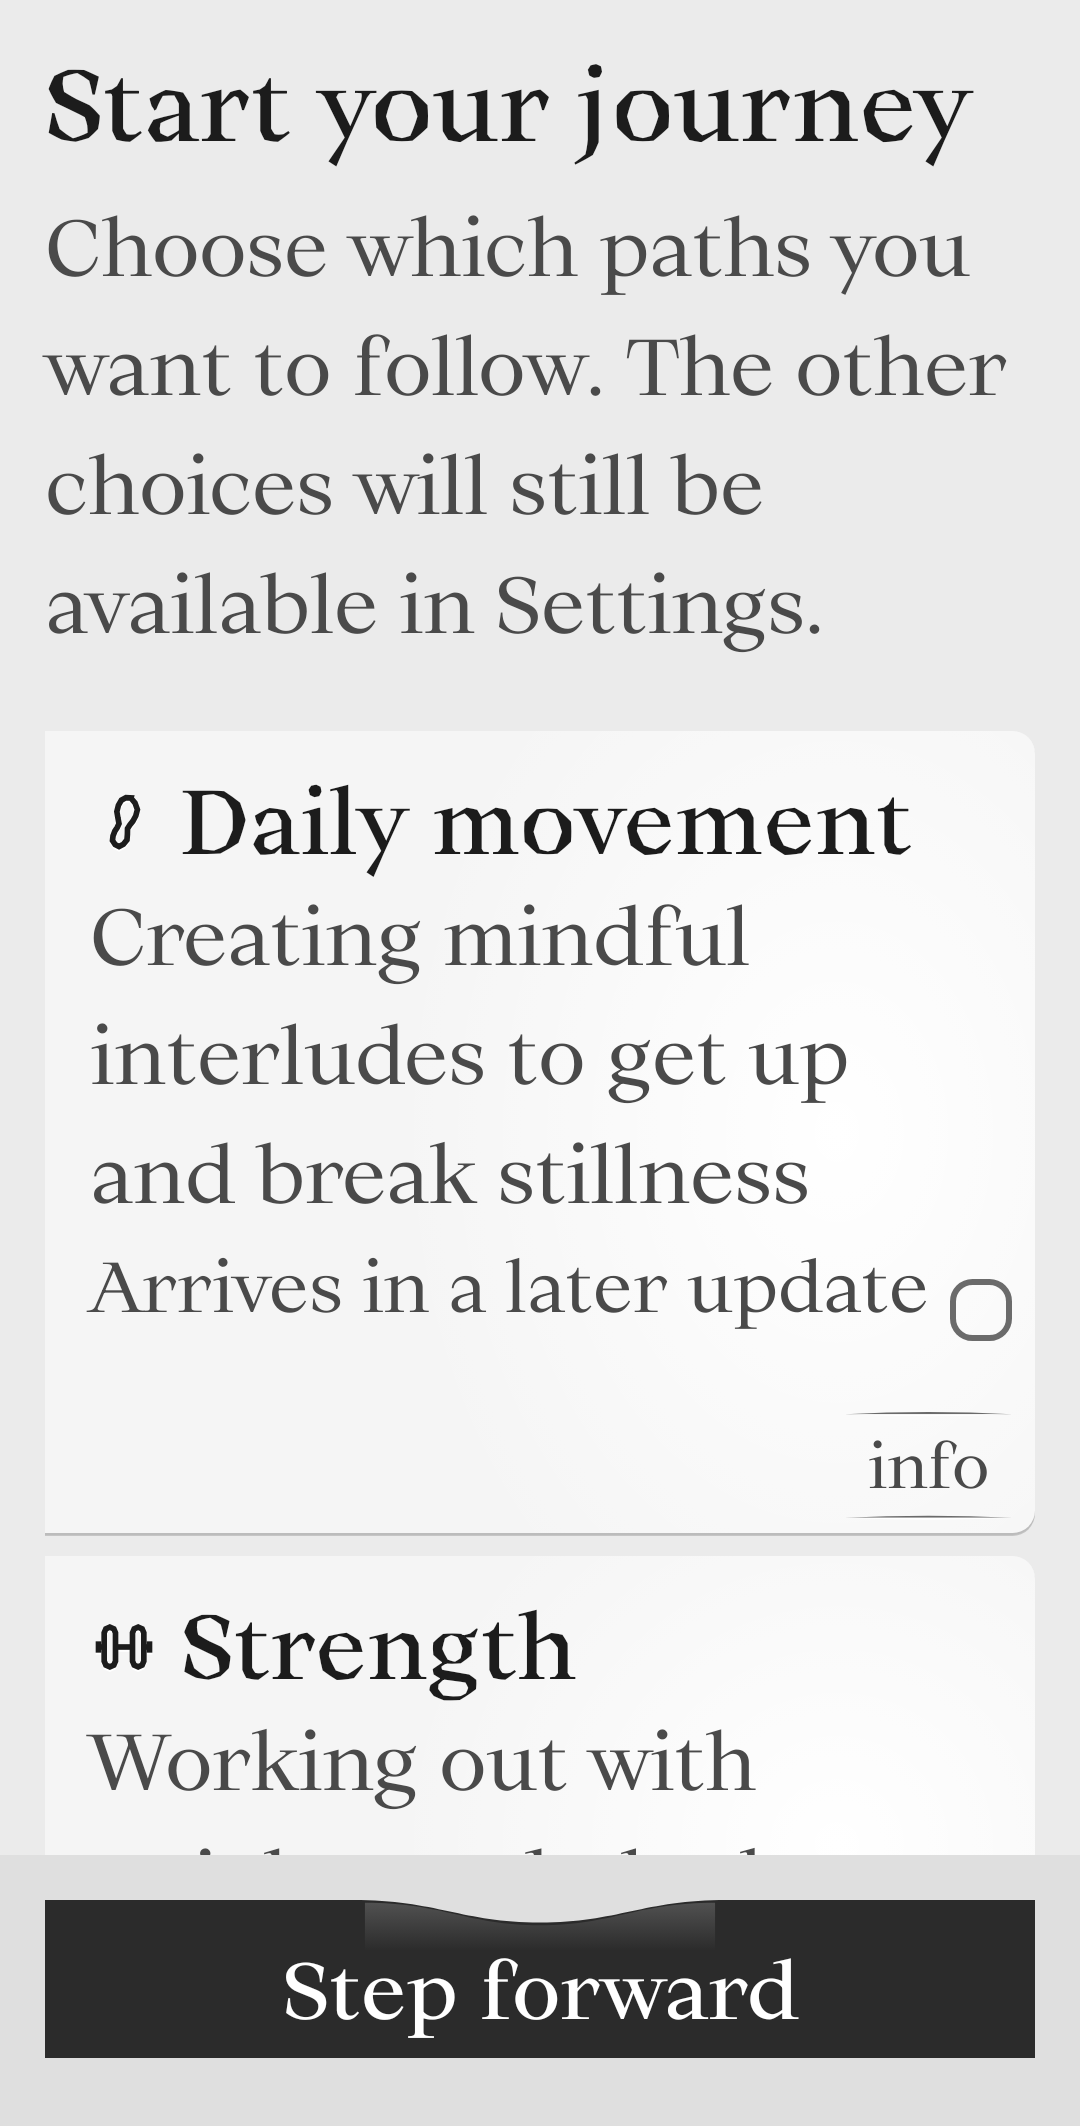 Start your journey
Choose which paths you
want to follow. The other
choices will still be
available in Settings.
Daily movement
Creating mindful
interludes to get up
and break stillness
Arrives in a later update
info
Strength
Working out with
Step forward